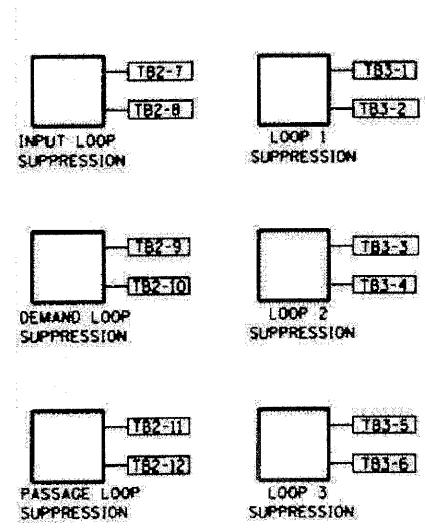 TB2-7
TB2-8
INPUT LOOP
SUPPRESSION
TB3-1
TB3-2
LOOP 1
SUPPRESSION
TB2-9
TB2-10
DEMAND LOOP
SUPPRESSION
TB3-3
TB3-4
LOOP 2
SUPPRESSION
TB2-11
TB2-12
PASSAGE LOOP
SUPPRESSION
TB3-5
TB3-6
LOOP 3
SUPPRESSION